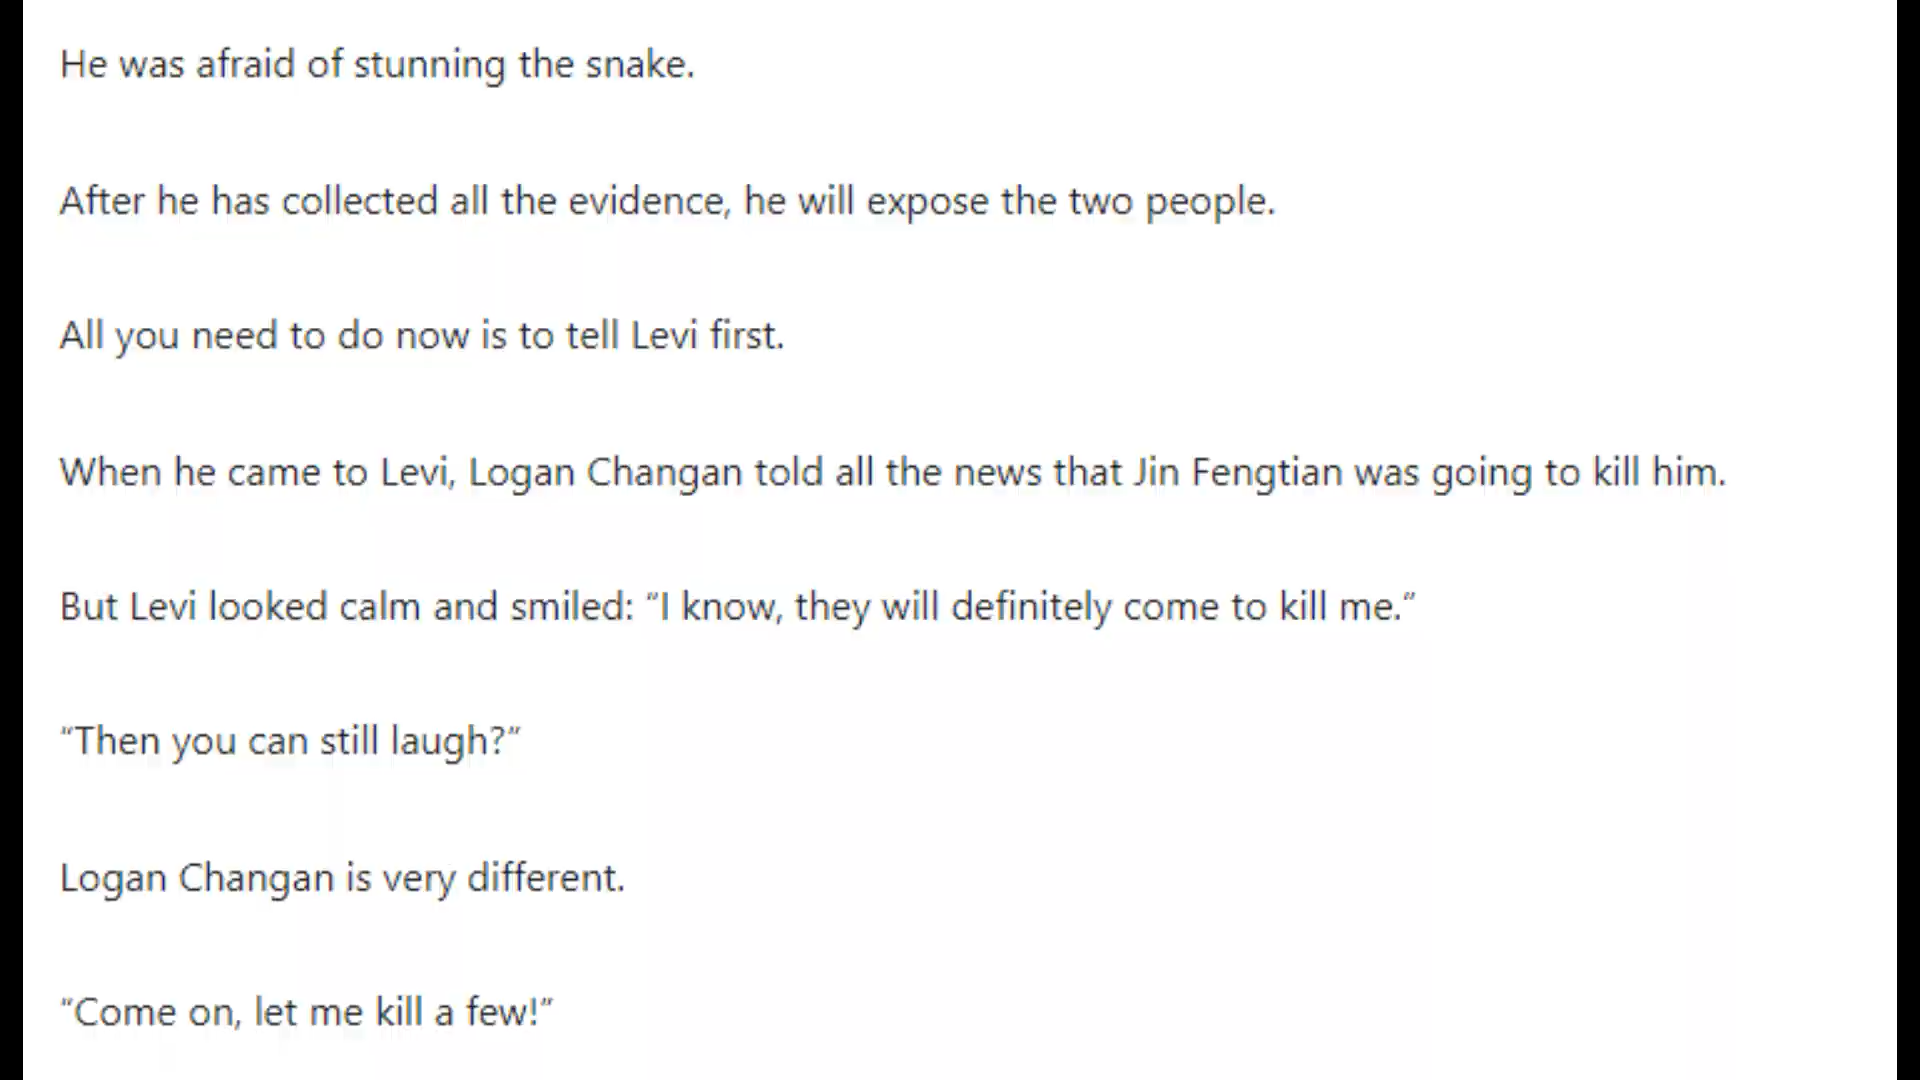 He was afraid of stunning the snake.
After he has collected all the evidence, he will expose the two people.
All you need to do now is to tell Levi first.
When he came to Levi, Logan Changan told all the news that Jin Fengtian was going to kill him.
But Levi looked calm and smiled: “I know, they will definitely come to kill me.”
“Then you can still laugh?”
Logan Changan is very different.
“Come on, let me kill a few!”